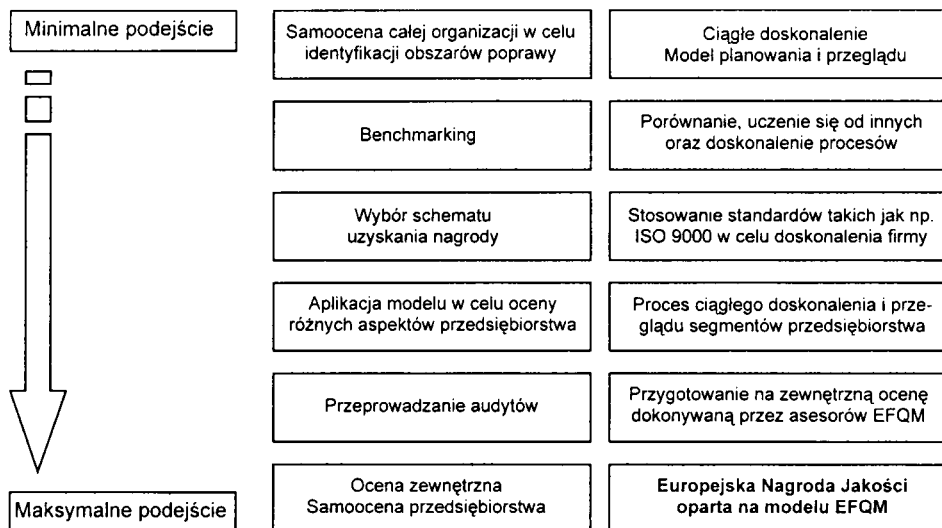 Minimalne podejście
Samoocena całej organizacji w celu
identyfikacji obszarów poprawy
Ciągłe doskonalenie
Model planowania i przeglądu
Benchmarking
Porównanie, uczenie się od innych
oraz doskonalenie procesów
Wybór schematu
uzyskania nagrody
Stosowanie standardów takich jak np.
ISO 9000 w celu doskonalenia firmy
Aplikacja modelu w celu oceny
różnych aspektów przedsiębiorstwa
Proces ciągłego doskonalenia i prze-
glądu segmentów przedsiębiorstwa
Przeprowadzanie audytów
Przygotowanie na zewnętrzną ocenę
dokonywaną przez asesorów EFQM
Maksymalne podejście
Ocena zewnętrzna
Samoocena przedsiębiorstwa
Europejska Nagroda Jakości
oparta na modelu EFQM